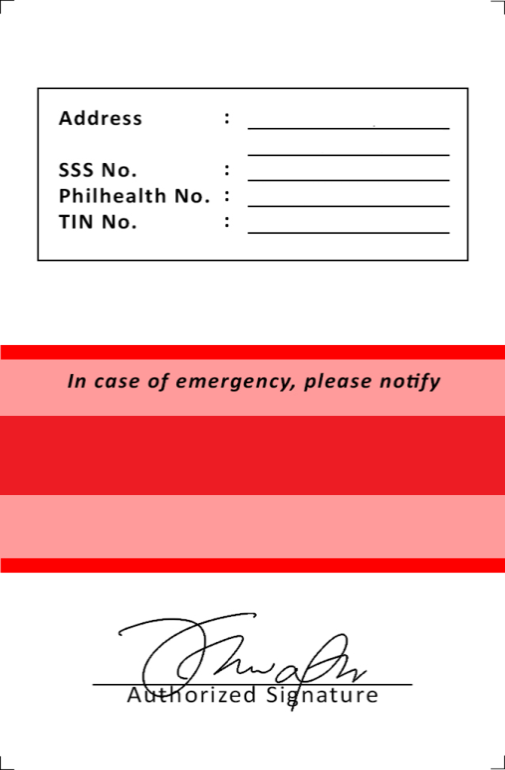 Address :
SSS No. :
Philhealth No. :
TIN No. :
In case of emergency, please notify
Authorized Signature